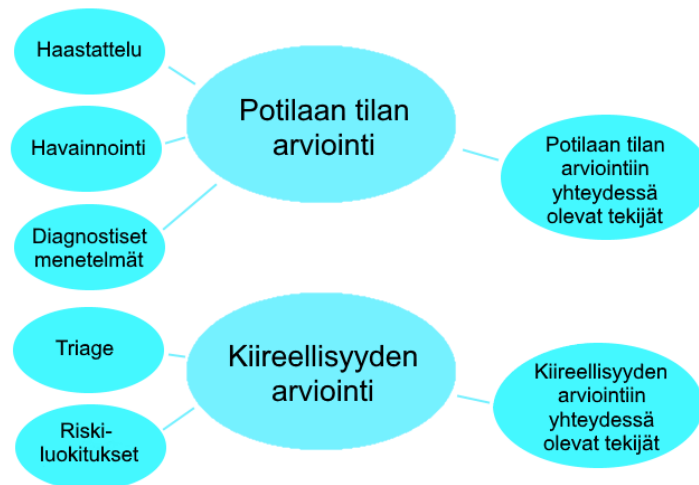 Haastattelu
Potilaan tilan
arviointi
Havainnointi
Potilaan tilan
arviointiin
yhteydessä
olevat tekijät
Diagnostiset
menetelmät
Triage
Kiireellisyyden
arviointi
Kiireellisyyden
arviointiin
yhteydessä
olevat tekijät
Riski-
luokitukset